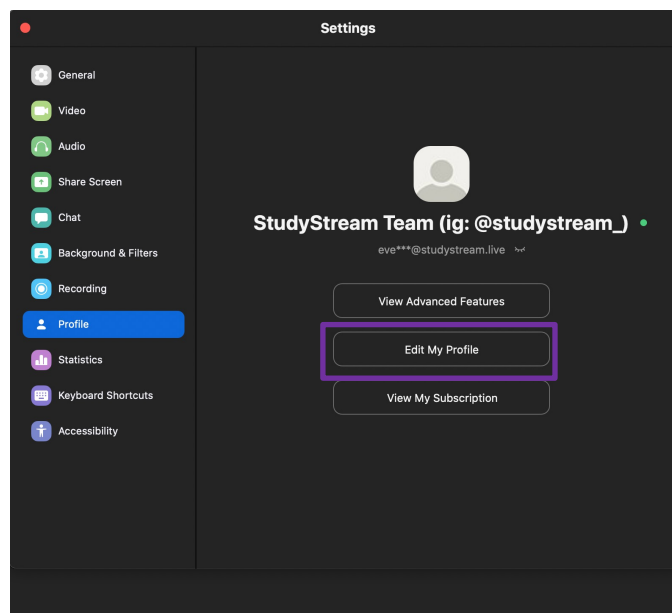 Settings
General
Video
Audio
Share Screen
Chat
Background & Filters
Recording
Profile
Statistics
Keyboard Shortcuts
Accessibility
StudyStream Team (ig: @studystream_)
eve***@studystream.live
View Advanced Features
Edit My Profile
View My Subscription